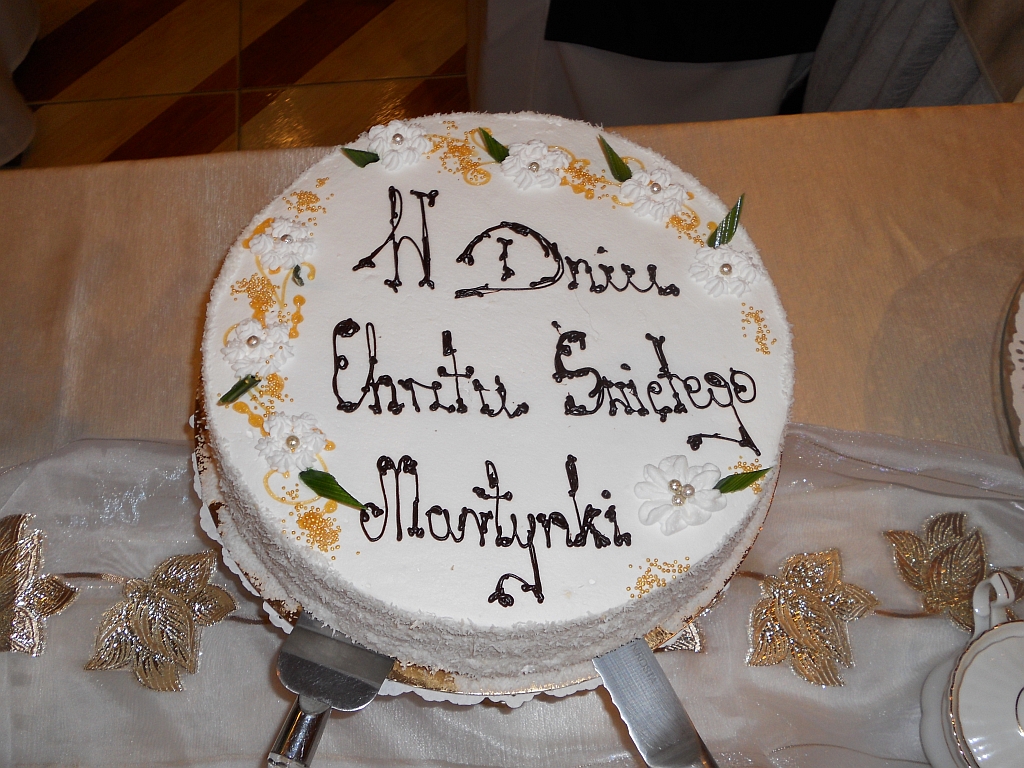 W Dniu
Chrztu Świętego
Martynki